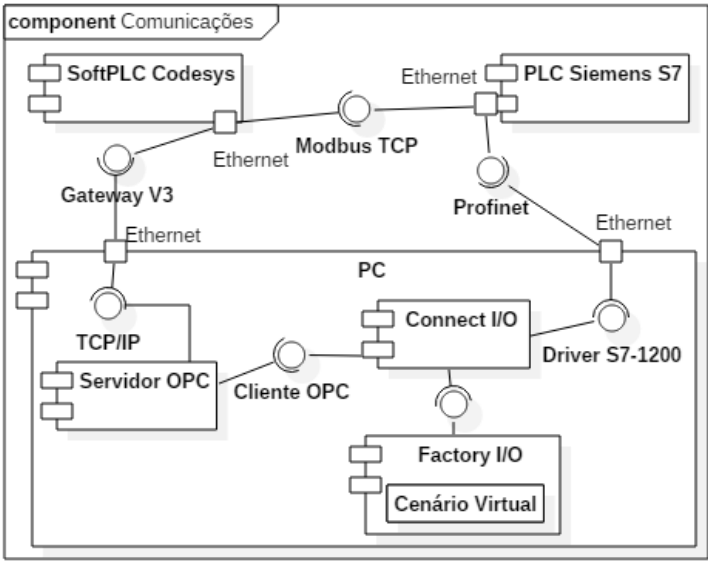 component Comunicações
SoftPLC Codesys
Ethernet
PLC Siemens S7
Modbus TCP
Ethernet
Gateway V3
Profinet
Ethernet
Ethernet
PC
TCP/IP
Connect I/O
Driver S7-1200
Servidor OPC
Cliente OPC
Factory I/O
Cenário Virtual